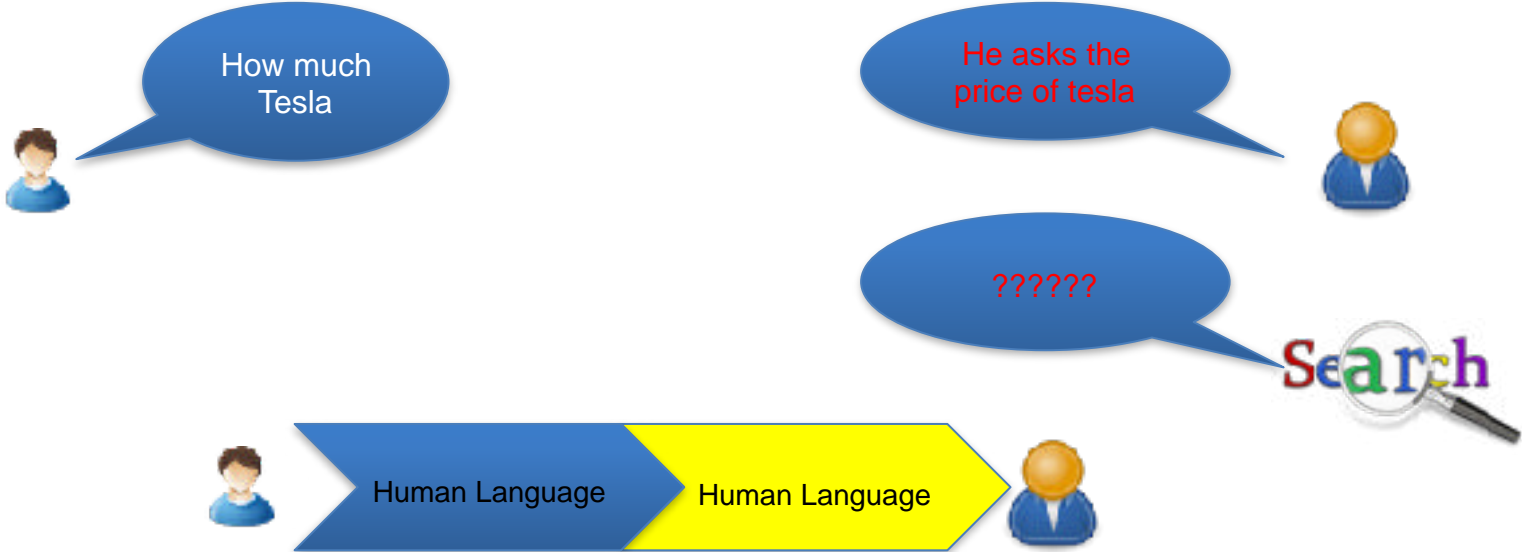 How much
Tesla
He asks the
price of tesla
??????
Search
Human Language
Human Language